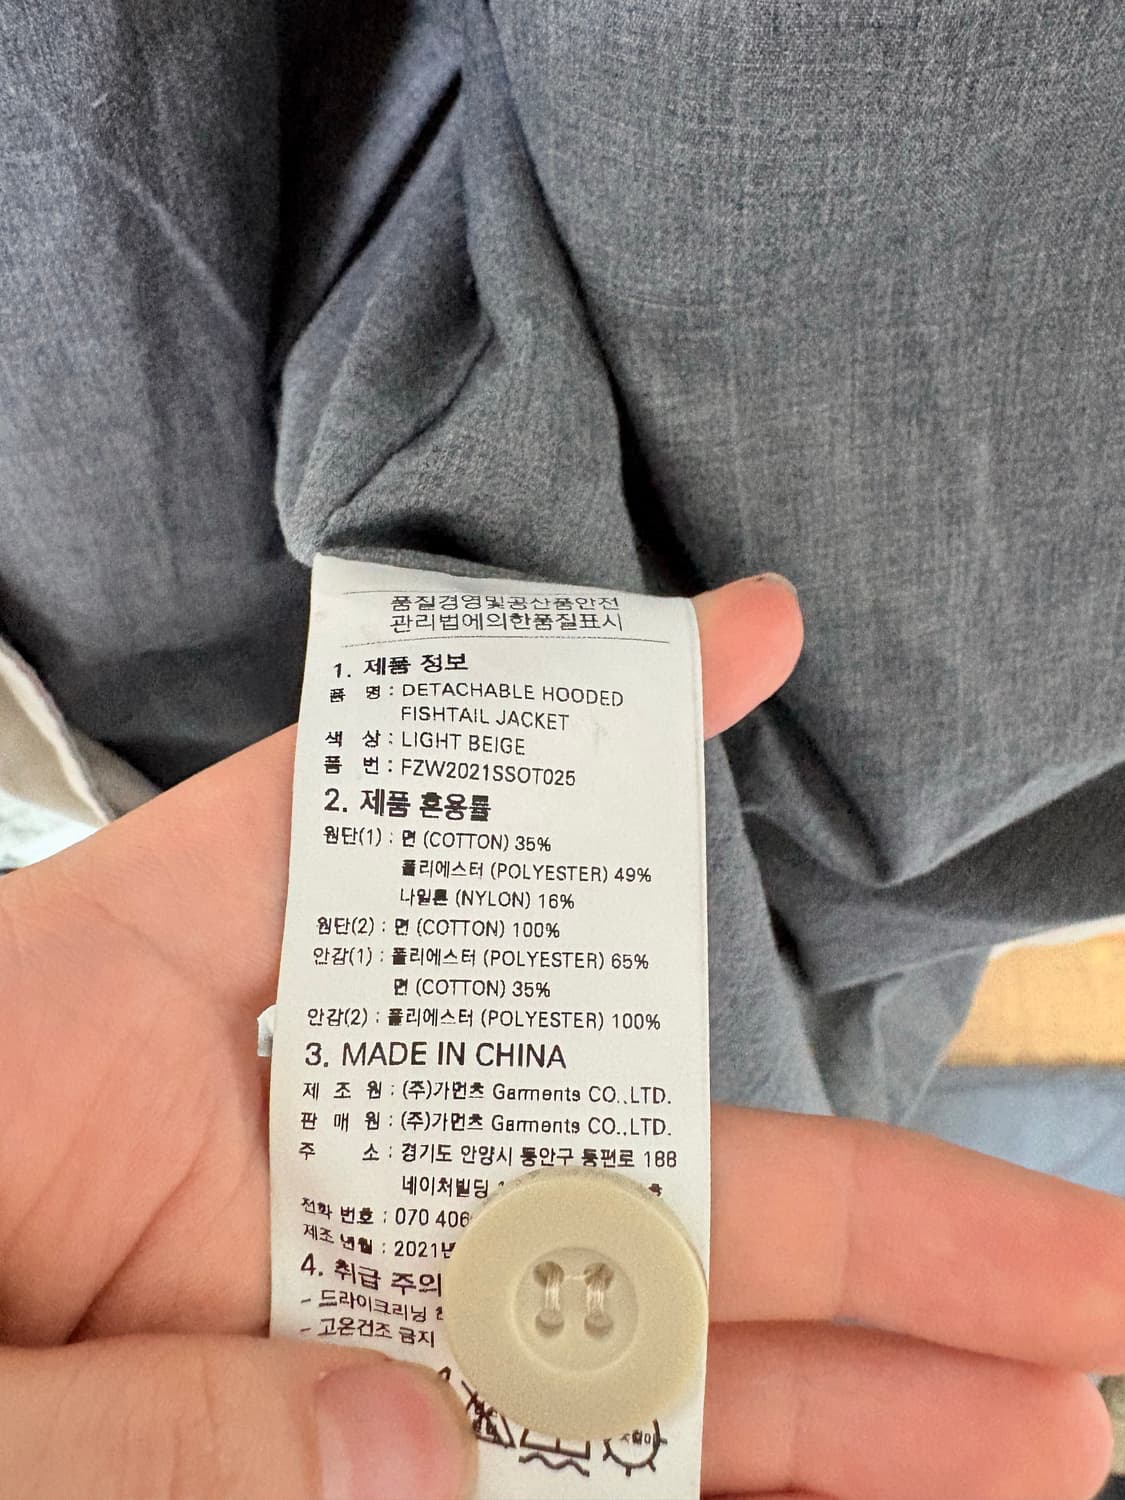 품질경영및공산품안전
관리법에의한품질표시
1. 제품 정보
품 명 : DETACHABLE HOODED
FISHTAIL JACKET
색 상 : LIGHT BEIGE
품 번 : FZW2021SSOT025
2. 제품 혼용률
원단(1) : 면 (COTTON) 35%
폴리에스터 (POLYESTER) 49%
나일론 (NYLON) 16%
원단(2) : 면 (COTTON) 100%
안감(1) : 폴리에스터 (POLYESTER) 65%
면 (COTTON) 35%
안감(2) : 폴리에스터 (POLYESTER) 100%
3. MADE IN CHINA
제 조 원 : (주)가먼츠 Garments CO.,LTD.
판 매 원 : (주)가먼츠 Garments CO.,LTD.
주 소 : 경기도 안양시 동안구 동편로 188
네이처빌딩
전화 번호 : 070 406
제조 년월 : 2021년
4. 취급 주의
- 드라이크리닝
- 고온건조 금지